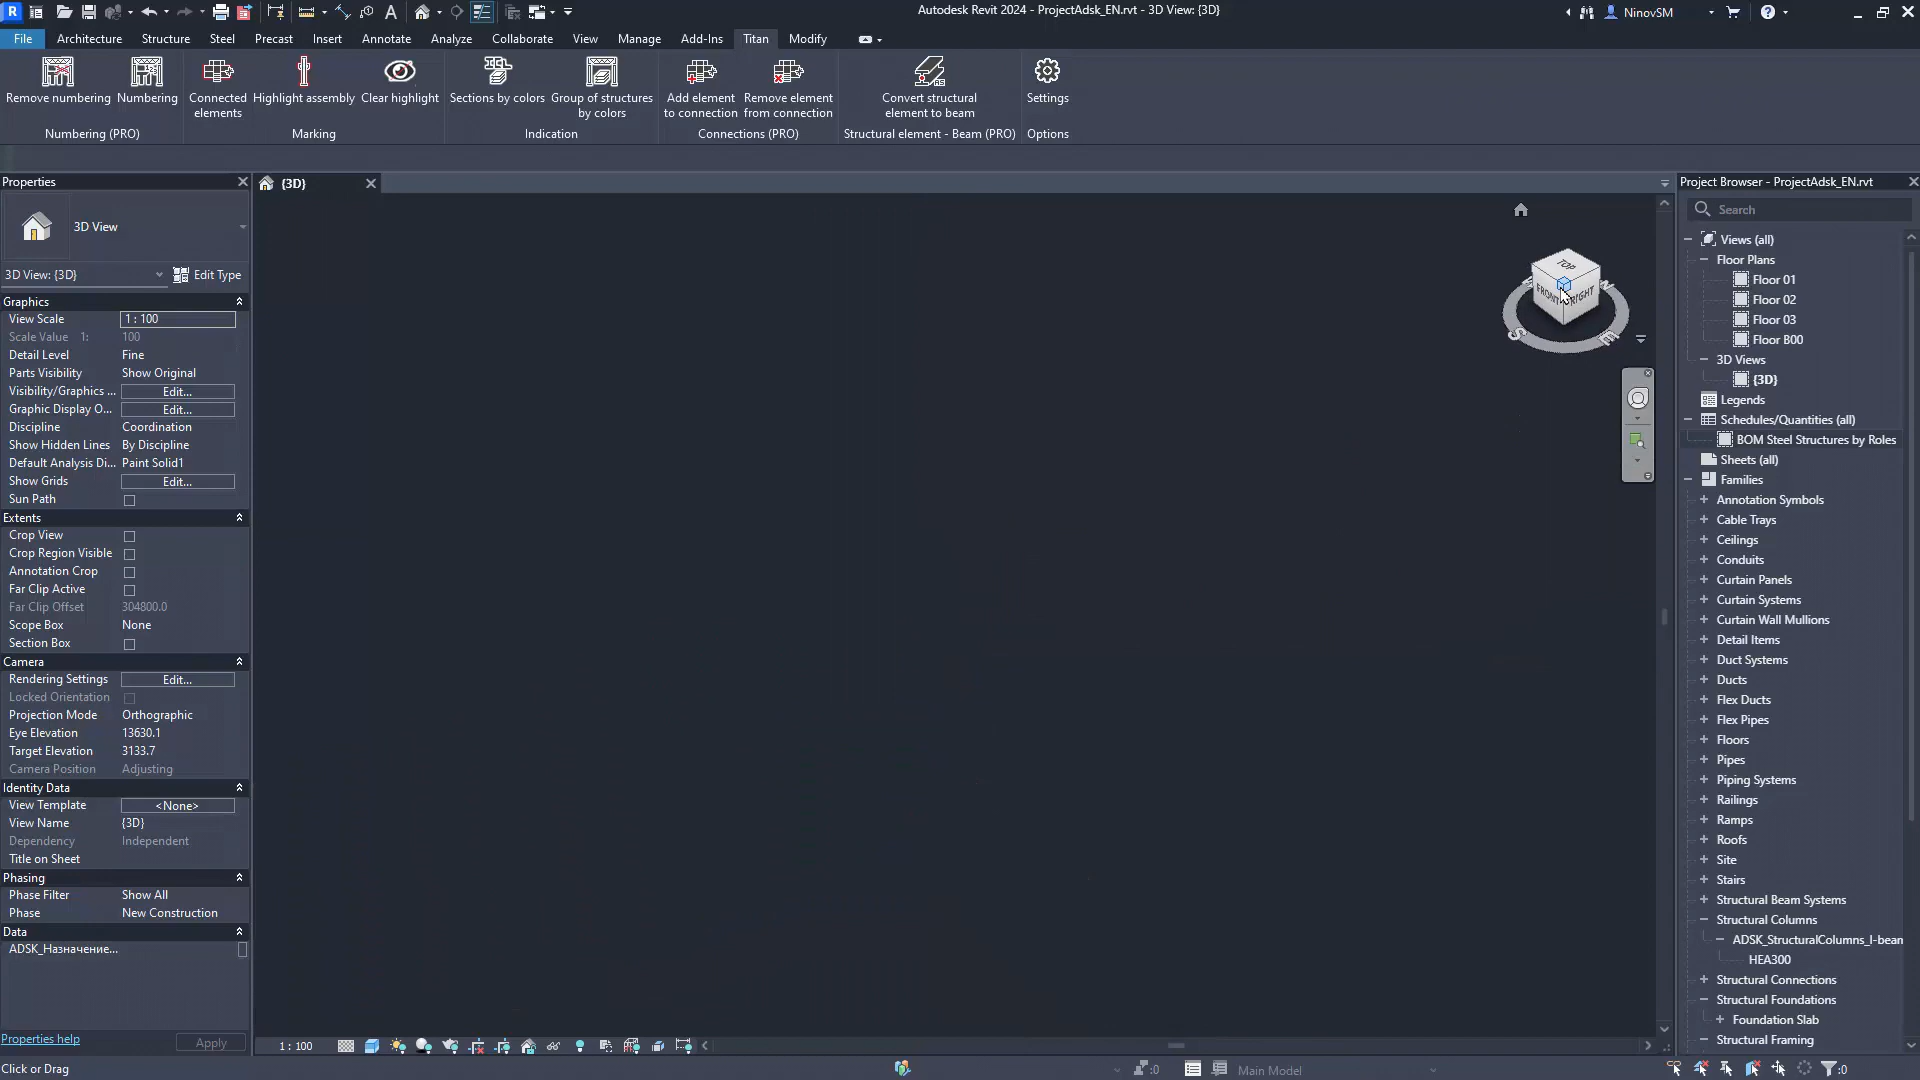 Autodesk Revit 2024 - ProjectAdsk_EN.rvt - 3D View: {3D}
NinovSM
File
Architecture
Structure
Steel
Precast
Insert
Annotate
Analyze
Collaborate
View
Manage
Add-Ins
Titan
Modify
Remove numbering
Numbering
Connected elements
Highlight assembly
Clear highlight
Sections by colors
Group of structures by colors
Add element to connection
Remove element from connection
Convert structural element to beam
Settings
Numbering (PRO)
Marking
Indication
Connections (PRO)
Structural element - Beam (PRO)
Options
Properties
3D View
3D View: {3D}
Edit Type
Graphics
View Scale 1 : 100
Scale Value 1: 100
Detail Level Fine
Parts Visibility Show Original
Visibility/Graphics ... Edit...
Graphic Display O... Edit...
Discipline Coordination
Show Hidden Lines By Discipline
Default Analysis Di... Paint Solid1
Show Grids Edit...
Sun Path
Extents
Crop View
Crop Region Visible
Annotation Crop
Far Clip Active
Far Clip Offset 304800.0
Scope Box None
Section Box
Camera
Rendering Settings Edit...
Locked Orientation
Projection Mode Orthographic
Eye Elevation 13630.1
Target Elevation 3133.7
Camera Position Adjusting
Identity Data
View Template <None>
View Name {3D}
Dependency Independent
Title on Sheet
Phasing
Phase Filter Show All
Phase New Construction
Data
ADSK_Назначение...
Properties help
Apply
{3D}
TOP
FRONT
RIGHT
S
E
1 : 100
Project Browser - ProjectAdsk_EN.rvt
Search
Views (all)
Floor Plans
Floor 01
Floor 02
Floor 03
Floor B00
3D Views
{3D}
Legends
Schedules/Quantities (all)
BOM Steel Structures by Roles
Sheets (all)
Families
Annotation Symbols
Cable Trays
Ceilings
Conduits
Curtain Panels
Curtain Systems
Curtain Wall Mullions
Detail Items
Duct Systems
Ducts
Flex Ducts
Flex Pipes
Floors
Pipes
Piping Systems
Railings
Ramps
Roofs
Site
Stairs
Structural Beam Systems
Structural Columns
ADSK_StructuralColumns_I-bean
HEA300
Structural Connections
Structural Foundations
Foundation Slab
Structural Framing
Click or Drag
:0
Main Model
:0